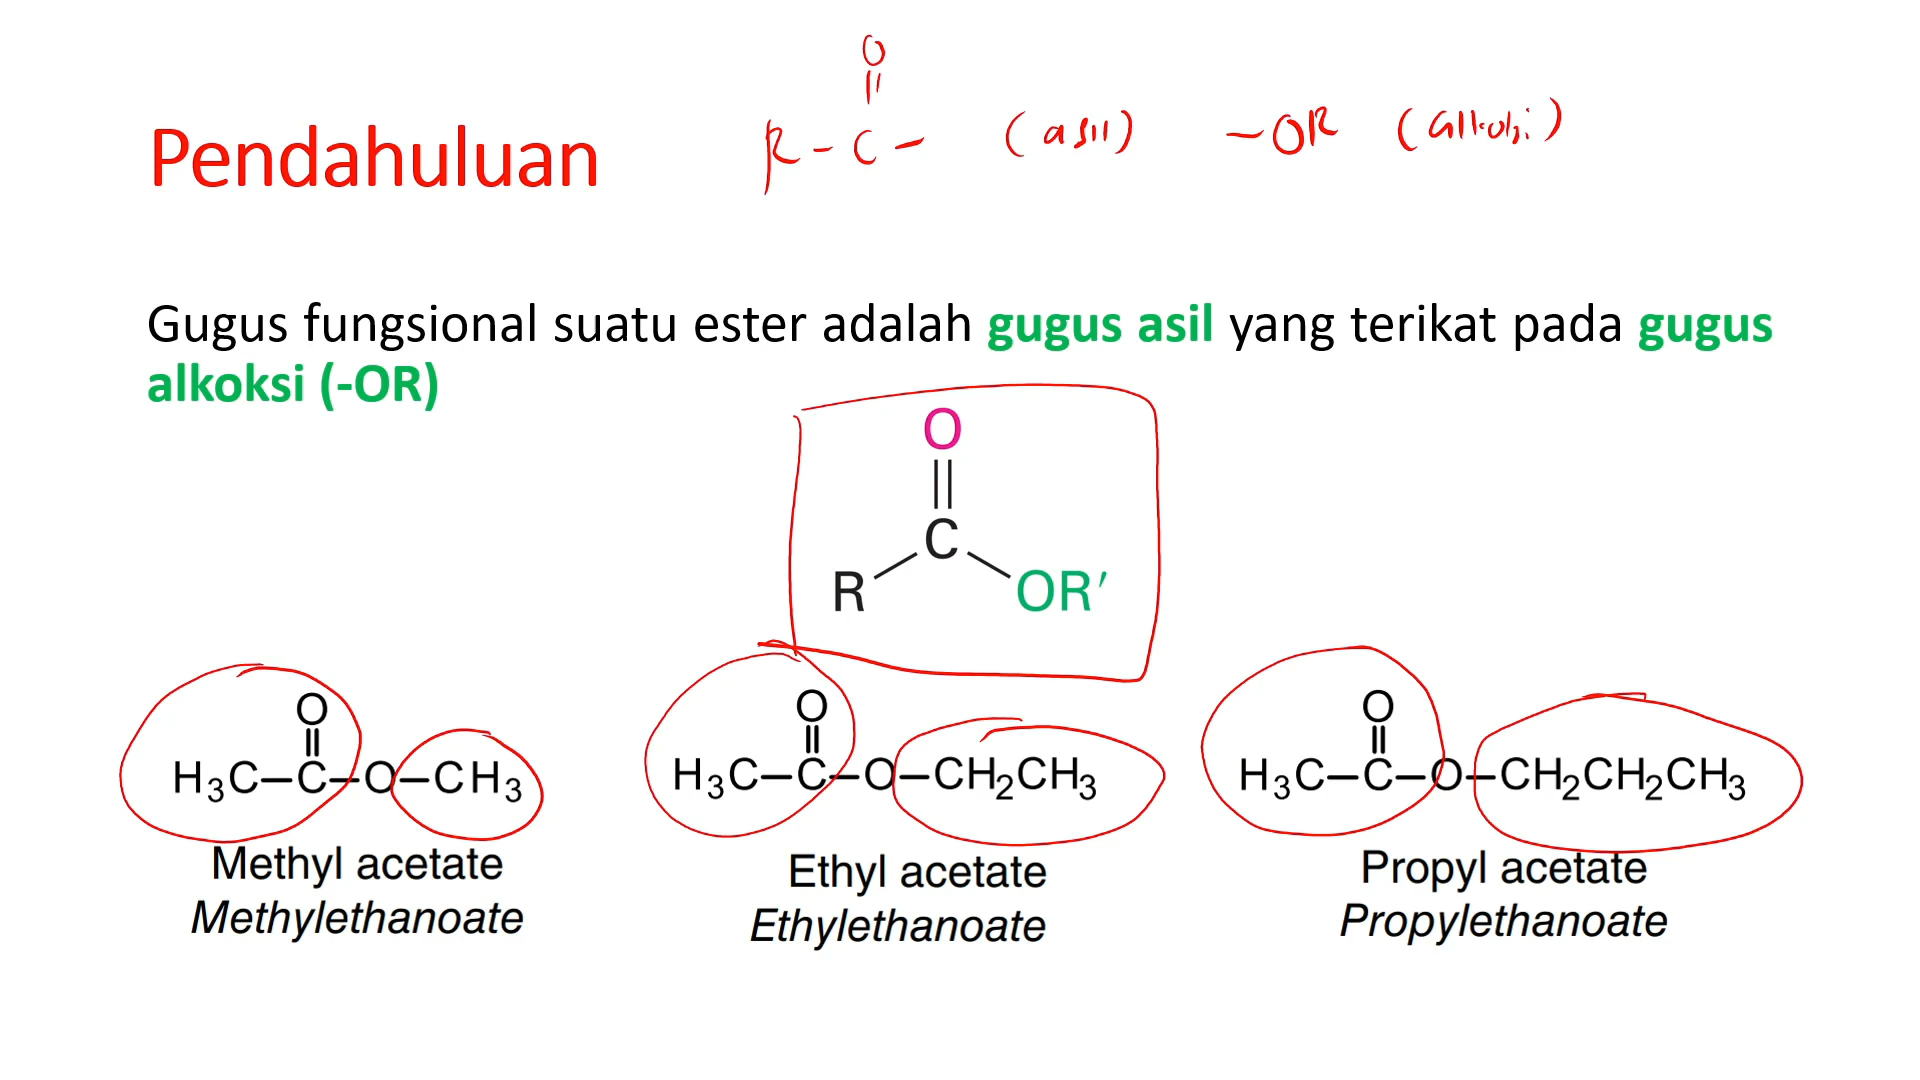 O
||
R – C – (asil) –OR (alkoksi)
Pendahuluan
Gugus fungsional suatu ester adalah gugus asil yang terikat pada gugus
alkoksi (-OR)
O
C
R OR′
O O O
H3C–C–O–CH3 H3C–C–O–CH2CH3 H3C–C–O–CH2CH2CH3
Methyl acetate Ethyl acetate Propyl acetate
Methylethanoate Ethylethanoate Propylethanoate